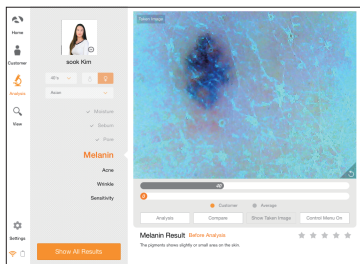 Home
Customer
Analysis
View
Settings
sook Kim
40's
Asian
Moisture
Sebum
Pore
Melanin
Acne
Wrinkle
Sensitivity
Show All Results
Taken Image
40
0
Customer
Average
Analysis
Compare
Show Taken Image
Control Menu On
Melanin Result Before Analysis
The pigments shows slightly or small area on the skin.